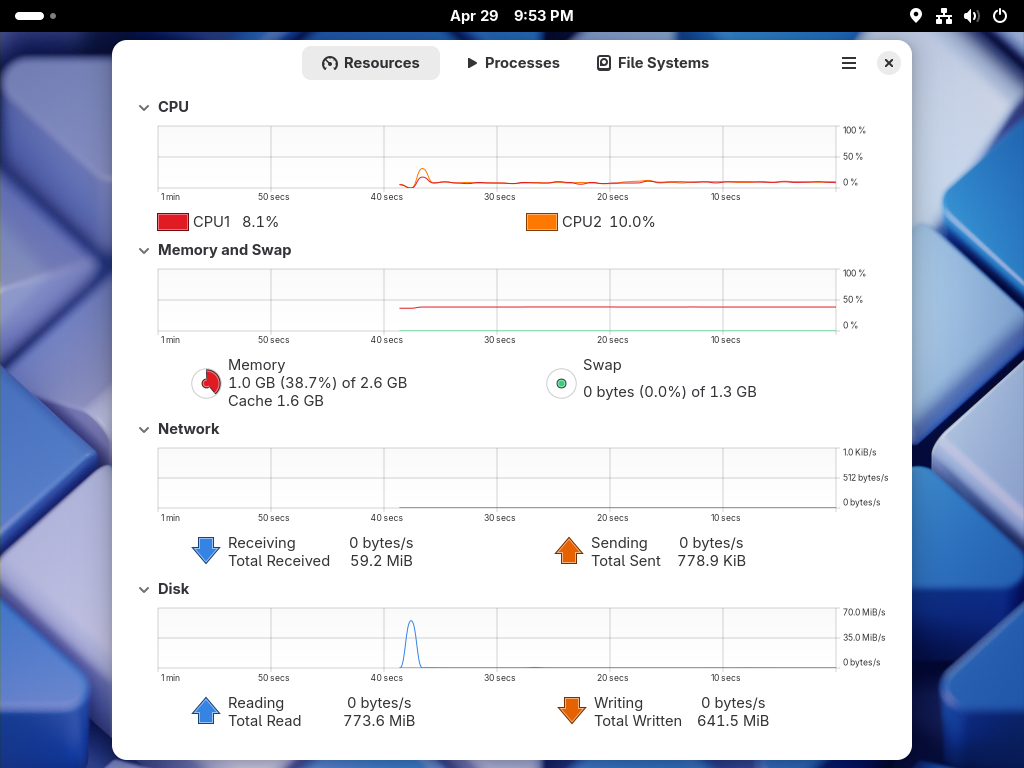 Apr 29 9:53 PM
Resources Processes File Systems
CPU
100 %
50 %
0 %
1 min 50 secs 40 secs 30 secs 20 secs 10 secs
CPU1 8.1% CPU2 10.0%
Memory and Swap
100 %
50 %
0 %
1 min 50 secs 40 secs 30 secs 20 secs 10 secs
Memory Swap
1.0 GB (38.7%) of 2.6 GB 0 bytes (0.0%) of 1.3 GB
Cache 1.6 GB
Network
1.0 KiB/s
512 bytes/s
0 bytes/s
1 min 50 secs 40 secs 30 secs 20 secs 10 secs
Receiving 0 bytes/s Sending 0 bytes/s
Total Received 59.2 MiB Total Sent 778.9 KiB
Disk
70.0 MiB/s
35.0 MiB/s
0 bytes/s
1 min 50 secs 40 secs 30 secs 20 secs 10 secs
Reading 0 bytes/s Writing 0 bytes/s
Total Read 773.6 MiB Total Written 641.5 MiB